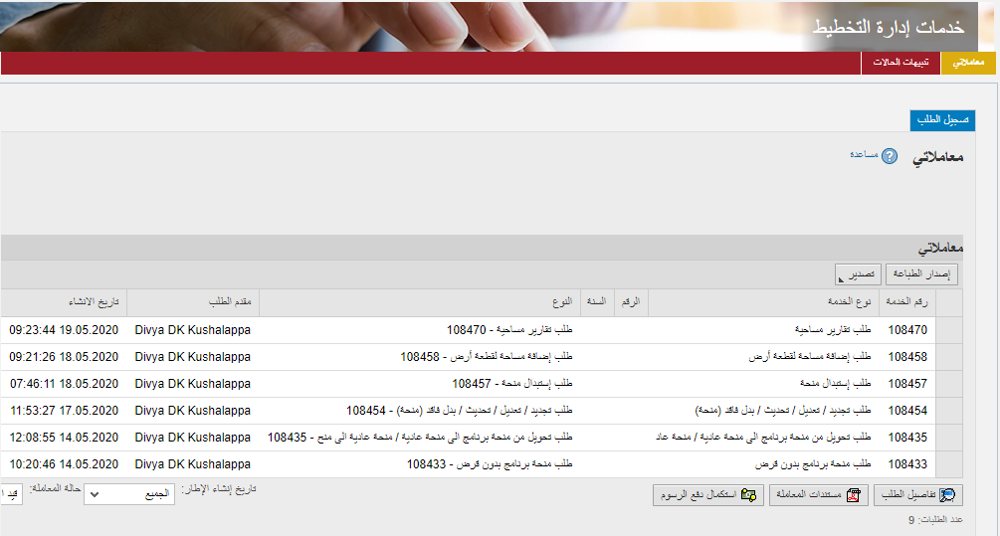 خدمات إدارة التخطيط
معاملاتي تنبيهات الحالات
تسجيل الطلب
معاملاتي مساعدة
معاملاتي
إصدار الطباعة تصدير
رقم الخدمة نوع الخدمة الرقم السنة النوع مقدم الطلب تاريخ الانشاء
108470 طلب تقارير مساحية طلب تقارير مساحية - 108470 Divya DK Kushalappa 09:23:44 19.05.2020
108458 طلب إضافة مساحة لقطعة أرض طلب إضافة مساحة لقطعة أرض - 108458 Divya DK Kushalappa 09:21:26 18.05.2020
108457 طلب إستبدال منحة طلب إستبدال منحة - 108457 Divya DK Kushalappa 07:46:11 18.05.2020
108454 طلب تجديد / تعديل / تحديث / بدل فاقد (منحة) طلب تجديد / تعديل / تحديث / بدل فاقد (منحة) - 108454 Divya DK Kushalappa 11:53:27 17.05.2020
108435 طلب تحويل من منحة برنامج الى منحة عادية / منحة عاد طلب تحويل من منحة برنامج الى منحة عادية / منحة عادية الى منح - 108435 Divya DK Kushalappa 12:08:55 14.05.2020
108433 طلب منحة برنامج بدون قرض طلب منحة برنامج بدون قرض - 108433 Divya DK Kushalappa 10:20:46 14.05.2020
تفاصيل الطلب مستندات المعاملة استكمال دفع الرسوم تاريخ إنشاء الإطار: الجميع حالة المعاملة: قيد ا
عدد الطلبات: 9